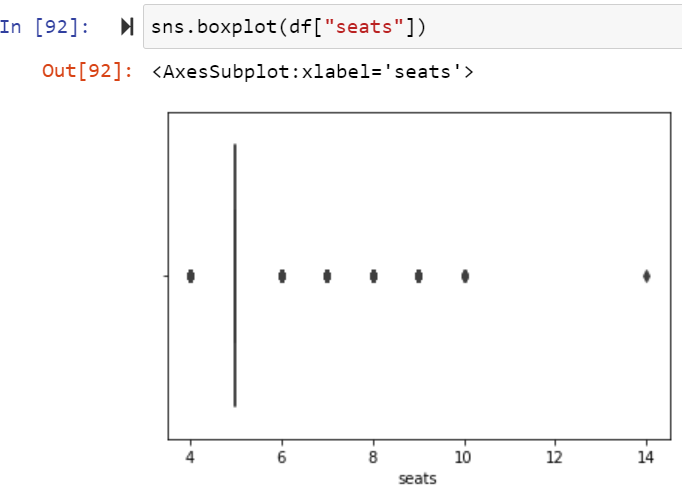 In [92]: sns.boxplot(df["seats"])
Out[92]: <AxesSubplot:xlabel='seats'>
4 6 8 10 12 14
seats